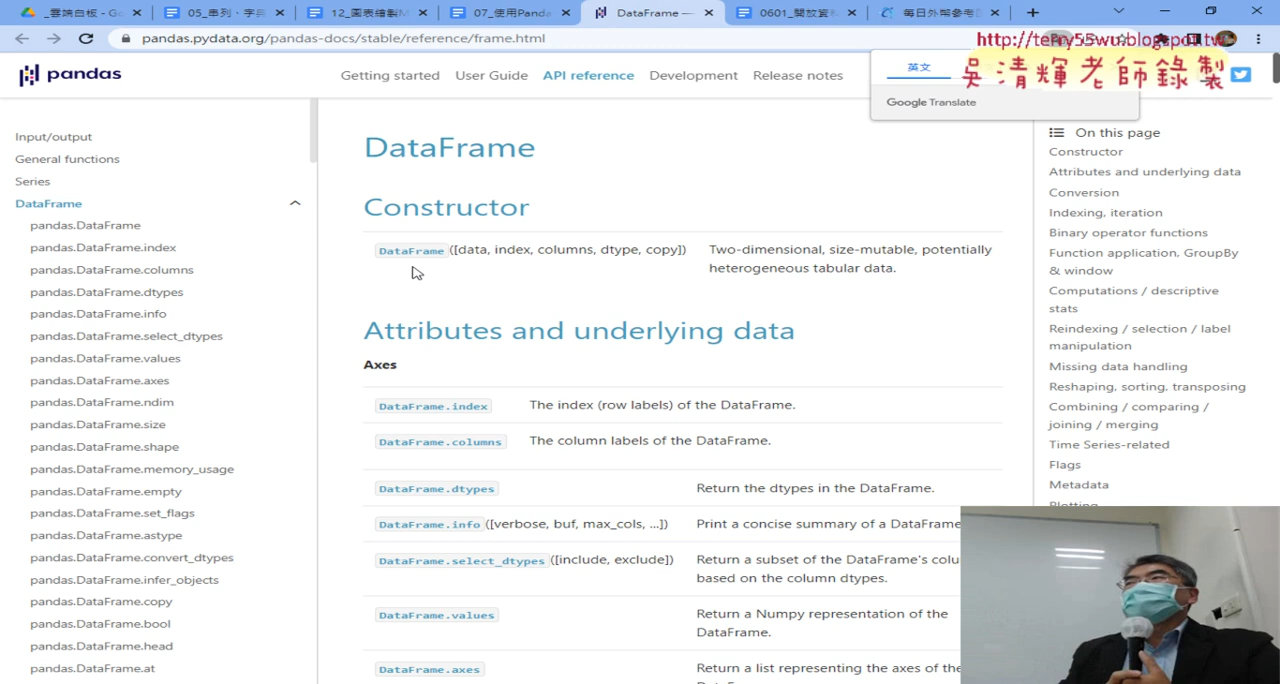 _雲端白板 - Go
05_串列、字典
12_圖表繪製M
07_使用Panda
DataFrame —
0601_開放資料
每日外幣參考
pandas.pydata.org/pandas-docs/stable/reference/frame.html
http://terry55wu.blogspot.tw
吳清輝老師錄製
pandas
Getting started
User Guide
API reference
Development
Release notes
英文
Google Translate
Input/output
General functions
Series
DataFrame
pandas.DataFrame
pandas.DataFrame.index
pandas.DataFrame.columns
pandas.DataFrame.dtypes
pandas.DataFrame.info
pandas.DataFrame.select_dtypes
pandas.DataFrame.values
pandas.DataFrame.axes
pandas.DataFrame.ndim
pandas.DataFrame.size
pandas.DataFrame.shape
pandas.DataFrame.memory_usage
pandas.DataFrame.empty
pandas.DataFrame.set_flags
pandas.DataFrame.astype
pandas.DataFrame.convert_dtypes
pandas.DataFrame.infer_objects
pandas.DataFrame.copy
pandas.DataFrame.bool
pandas.DataFrame.head
pandas.DataFrame.at
DataFrame
Constructor
DataFrame([data, index, columns, dtype, copy])
Two-dimensional, size-mutable, potentially
heterogeneous tabular data.
Attributes and underlying data
Axes
DataFrame.index The index (row labels) of the DataFrame.
DataFrame.columns The column labels of the DataFrame.
DataFrame.dtypes Return the dtypes in the DataFrame.
DataFrame.info([verbose, buf, max_cols, ...]) Print a concise summary of a DataFrame
DataFrame.select_dtypes([include, exclude]) Return a subset of the DataFrame's colu
based on the column dtypes.
DataFrame.values Return a Numpy representation of the
DataFrame.
DataFrame.axes Return a list representing the axes of the
On this page
Constructor
Attributes and underlying data
Conversion
Indexing, iteration
Binary operator functions
Function application, GroupBy
& window
Computations / descriptive
stats
Reindexing / selection / label
manipulation
Missing data handling
Reshaping, sorting, transposing
Combining / comparing /
joining / merging
Time Series-related
Flags
Metadata
Plotting